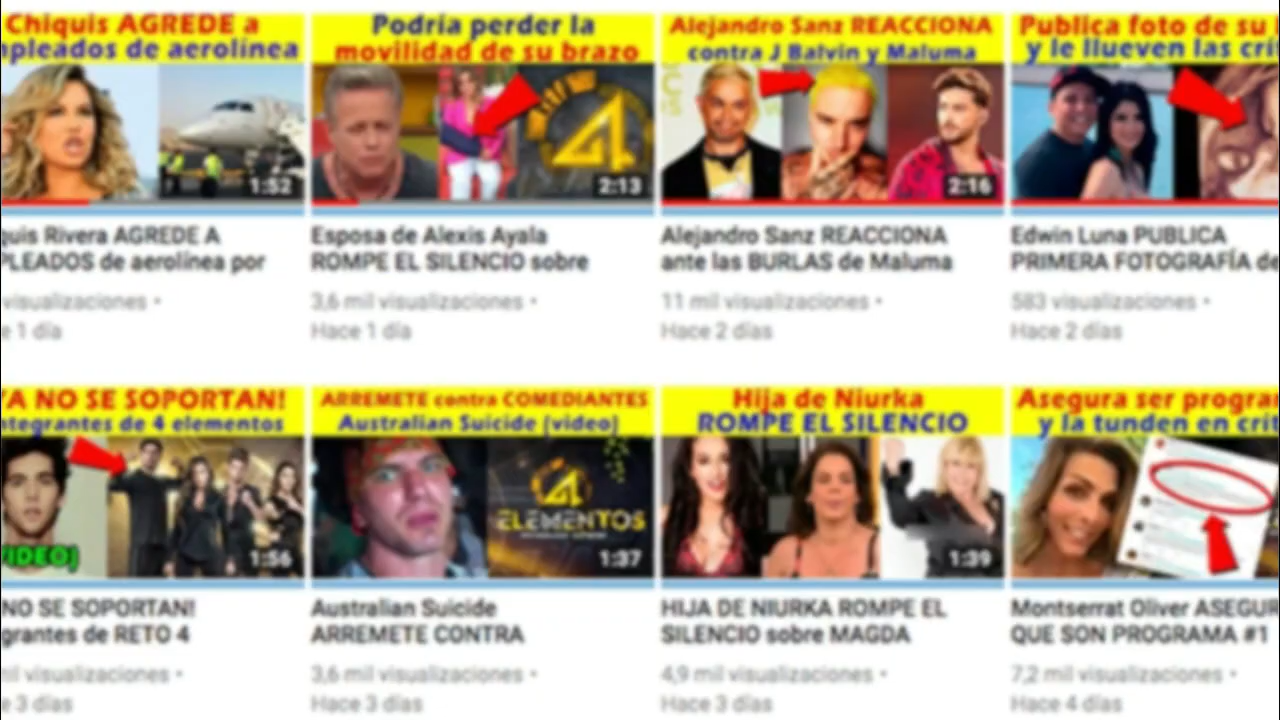 Chiquis AGREDE a
mpleados de aerolínea
1:52
quis Rivera AGREDE A
PLEADOS de aerolínea por
visualizaciones •
e 1 día
Podría perder la
movilidad de su brazo
4
2:13
Esposa de Alexis Ayala
ROMPE EL SILENCIO sobre
3,6 mil visualizaciones •
Hace 1 día
Alejandro Sanz REACCIONA
contra J Balvin y Maluma
2:16
Alejandro Sanz REACCIONA
ante las BURLAS de Maluma
11 mil visualizaciones •
Hace 2 días
Publica foto de su
y le llueven las crit
Edwin Luna PUBLICA
PRIMERA FOTOGRAFÍA de
583 visualizaciones •
Hace 2 días
YA NO SE SOPORTAN!
ntegrantes de 4 elementos
VIDEO)
1:56
NO SE SOPORTAN!
grantes de RETO 4
mil visualizaciones •
e 3 días
ARREMETE contra COMEDIANTES
Australian Suicide (video)
4
ELEMENTOS
1:37
Australian Suicide
ARREMETE CONTRA
3,6 mil visualizaciones •
Hace 3 días
Hija de Niurka
ROMPE EL SILENCIO
1:39
HIJA DE NIURKA ROMPE EL
SILENCIO sobre MAGDA
4,9 mil visualizaciones •
Hace 3 días
Asegura ser progra
y la tunden en crit
Montserrat Oliver ASEGUR
QUE SON PROGRAMA #1
7,2 mil visualizaciones •
Hace 4 días